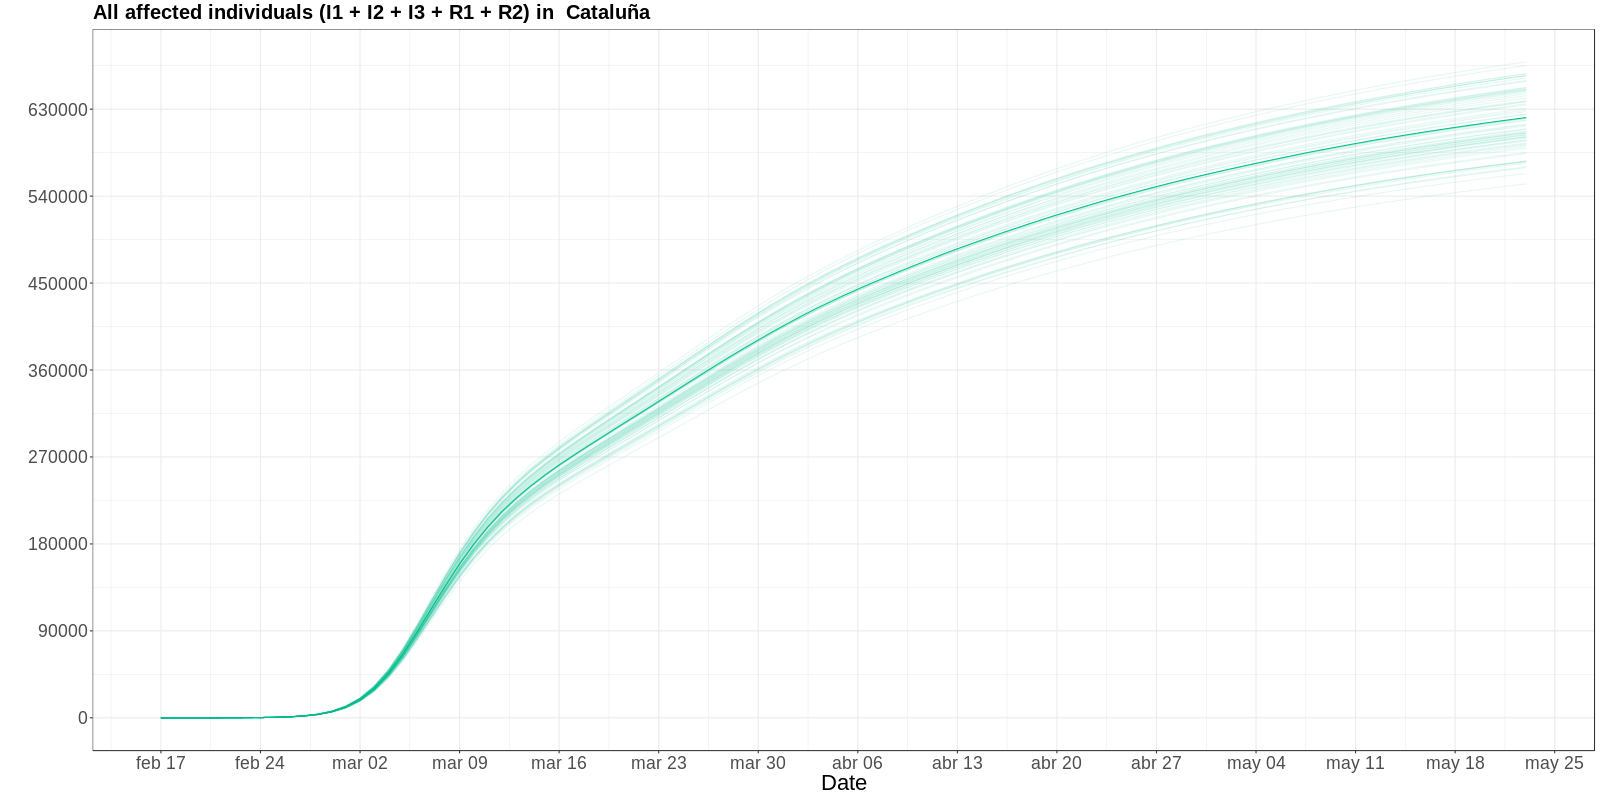 All affected individuals (I1 + I2 + I3 + R1 + R2) in  Cataluña
630000
540000
450000
360000
270000
180000
90000
0
feb 17 feb 24 mar 02 mar 09 mar 16 mar 23 mar 30 abr 06 abr 13 abr 20 abr 27 may 04 may 11 may 18 may 25
Date